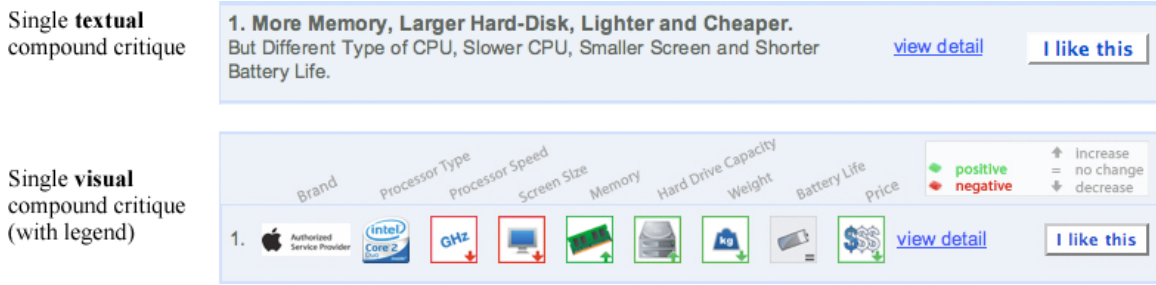 Single textual
compound critique
1. More Memory, Larger Hard-Disk, Lighter and Cheaper.
But Different Type of CPU, Slower CPU, Smaller Screen and Shorter
Battery Life.
view detail
I like this
Single visual
compound critique
(with legend)
Brand
Processor Type
Processor Speed
Screen Size
Memory
Hard Drive Capacity
Weight
Battery Life
Price
positive
negative
increase
= no change
decrease
1.
Authorized
Service Provider
intel
Core 2
Duo
GHz
kg
$$$$
=
view detail
I like this